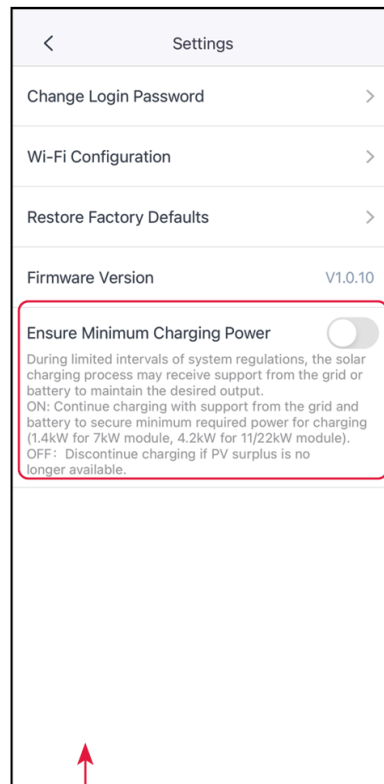 Settings
Change Login Password
Wi-Fi Configuration
Restore Factory Defaults
Firmware Version V1.0.10
Ensure Minimum Charging Power
During limited intervals of system regulations, the solar
charging process may receive support from the grid or
battery to maintain the desired output.
ON: Continue charging with support from the grid and
battery to secure minimum required power for charging
(1.4kW for 7kW module, 4.2kW for 11/22kW module).
OFF: Discontinue charging if PV surplus is no
longer available.